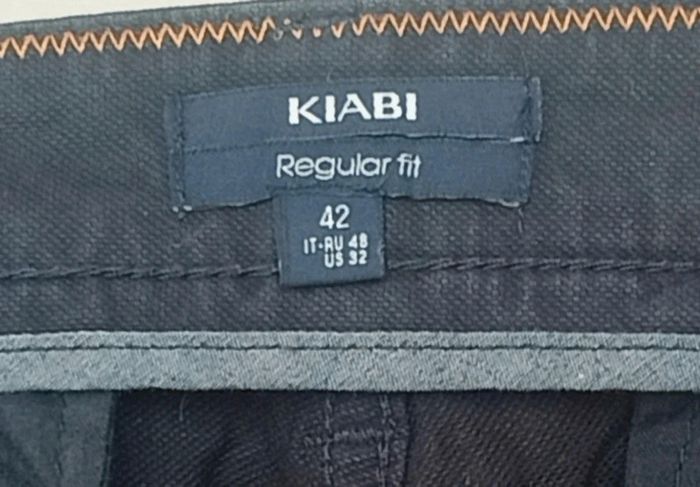 KIABI
Regular fit
42
IT-RU 48
US 32